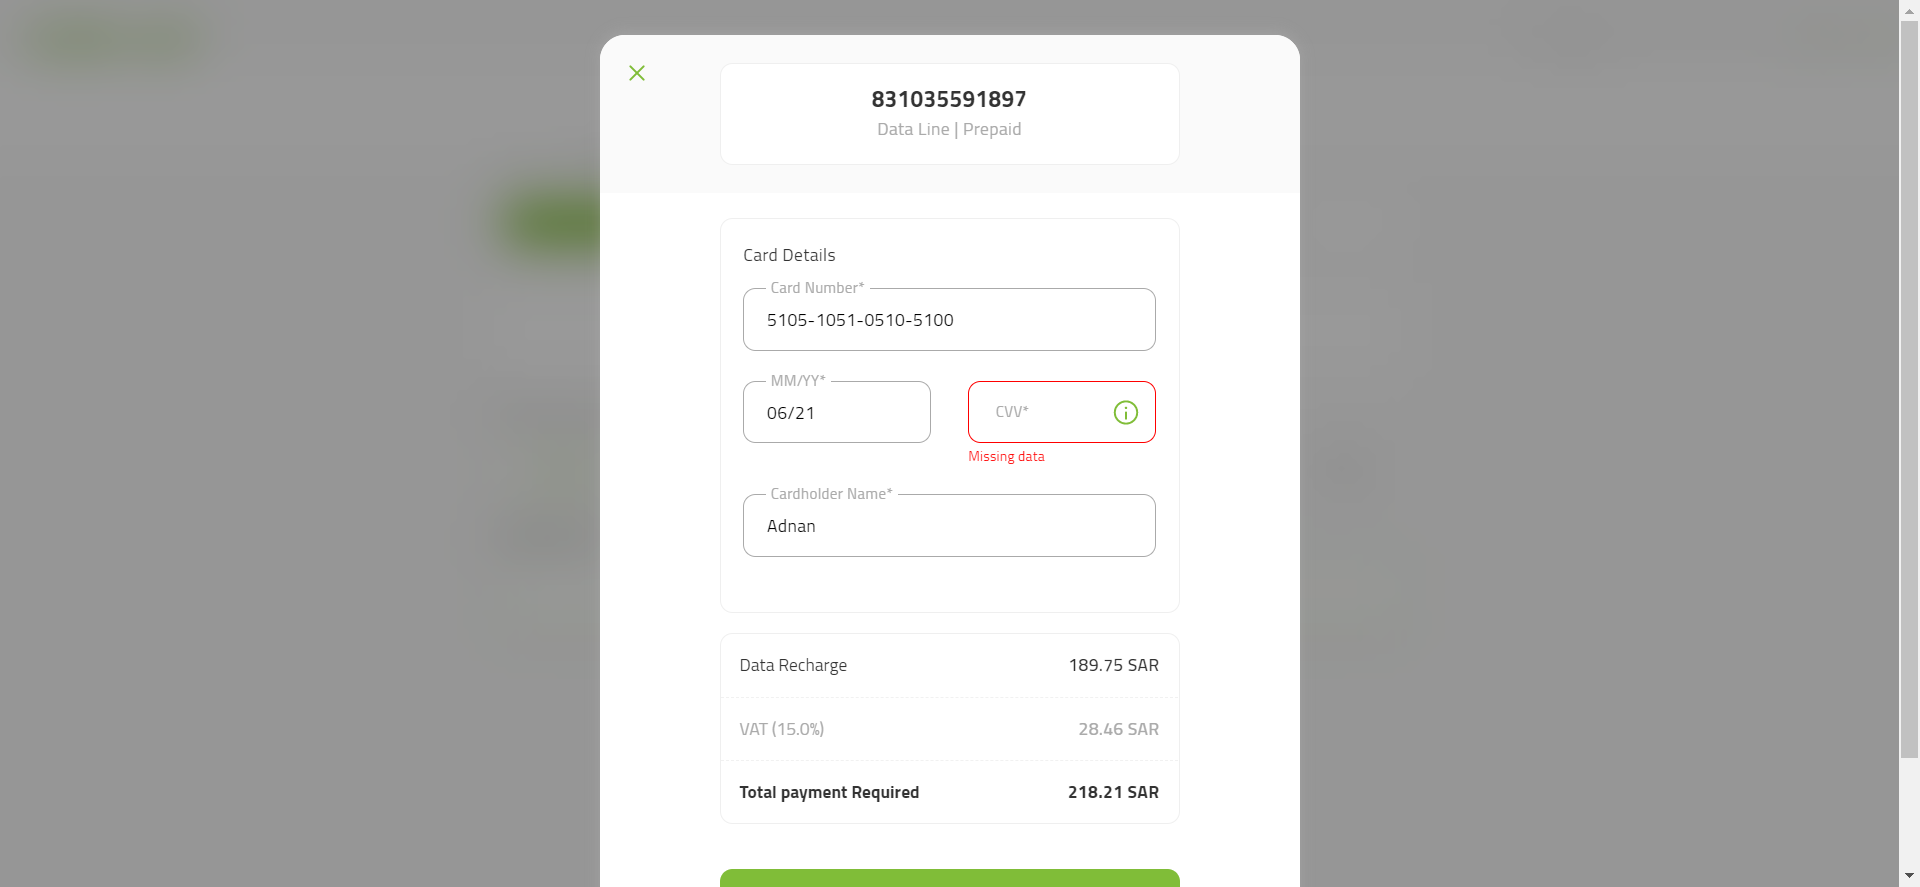 831035591897
Data Line | Prepaid
Card Details
Card Number*
5105-1051-0510-5100
MM/YY*
06/21
CVV*
Missing data
Cardholder Name*
Adnan
Data Recharge 189.75 SAR
VAT (15.0%) 28.46 SAR
Total payment Required 218.21 SAR